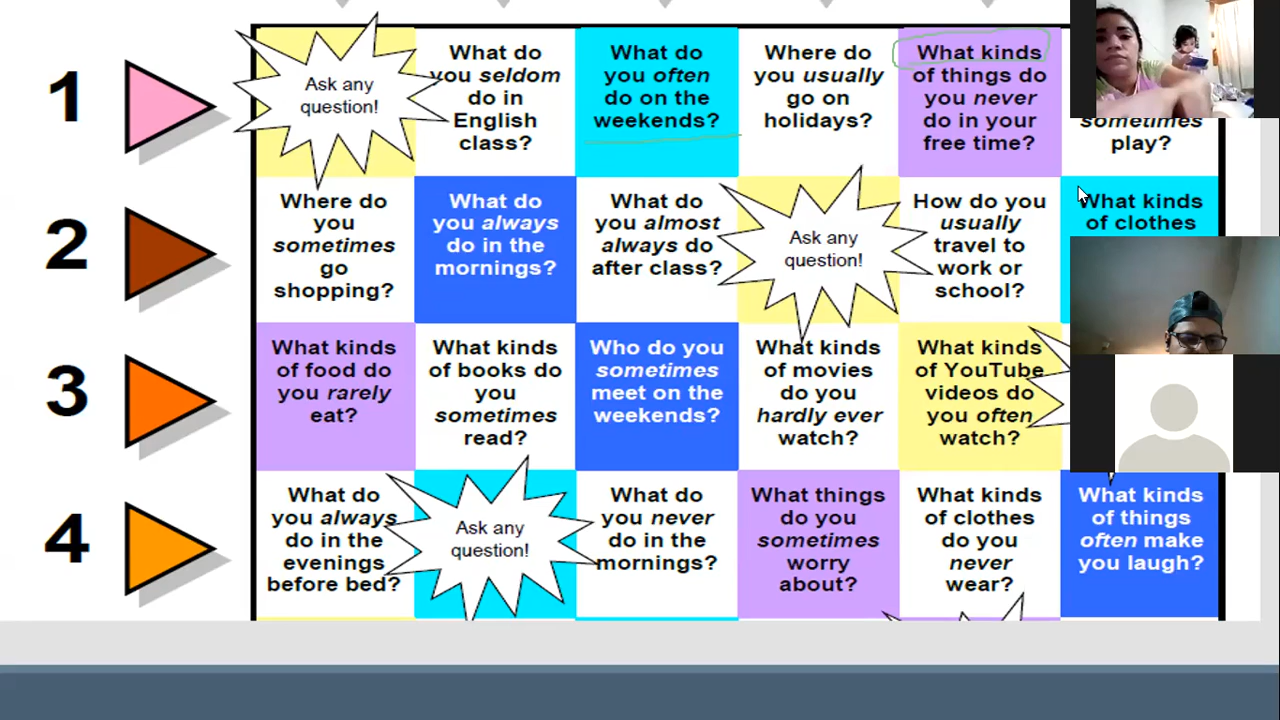 1
Ask any
question!
What do
you seldom
do in
English
class?
What do
you often
do on the
weekends?
Where do
you usually
go on
holidays?
What kinds
of things do
you never
do in your
free time?
sometimes
play?
2
Where do
you
sometimes
go
shopping?
What do
you always
do in the
mornings?
What do
you almost
always do
after class?
Ask any
question!
How do you
usually
travel to
work or
school?
What kinds
of clothes
3
What kinds
of food do
you rarely
eat?
What kinds
of books do
you
sometimes
read?
Who do you
sometimes
meet on the
weekends?
What kinds
of movies
do you
hardly ever
watch?
What kinds
of YouTube
videos do
you often
watch?
4
What do
you always
do in the
evenings
before bed?
Ask any
question!
What do
you never
do in the
mornings?
What things
do you
sometimes
worry
about?
What kinds
of clothes
do you
never
wear?
What kinds
of things
often make
you laugh?